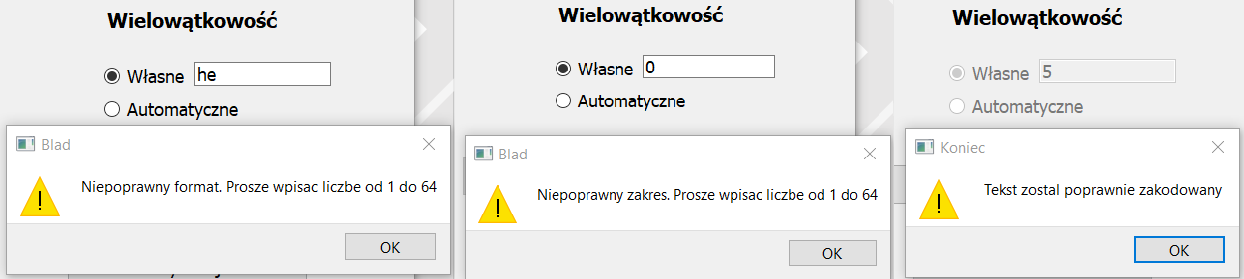 Wielowątkowość
Własne he
Automatyczne
Blad
Niepoprawny format. Prosze wpisac liczbe od 1 do 64
OK
Wielowątkowość
Własne 0
Automatyczne
Blad
Niepoprawny zakres. Prosze wpisac liczbe od 1 do 64
OK
Wielowątkowość
Własne 5
Automatyczne
Koniec
Tekst zostal poprawnie zakodowany
OK